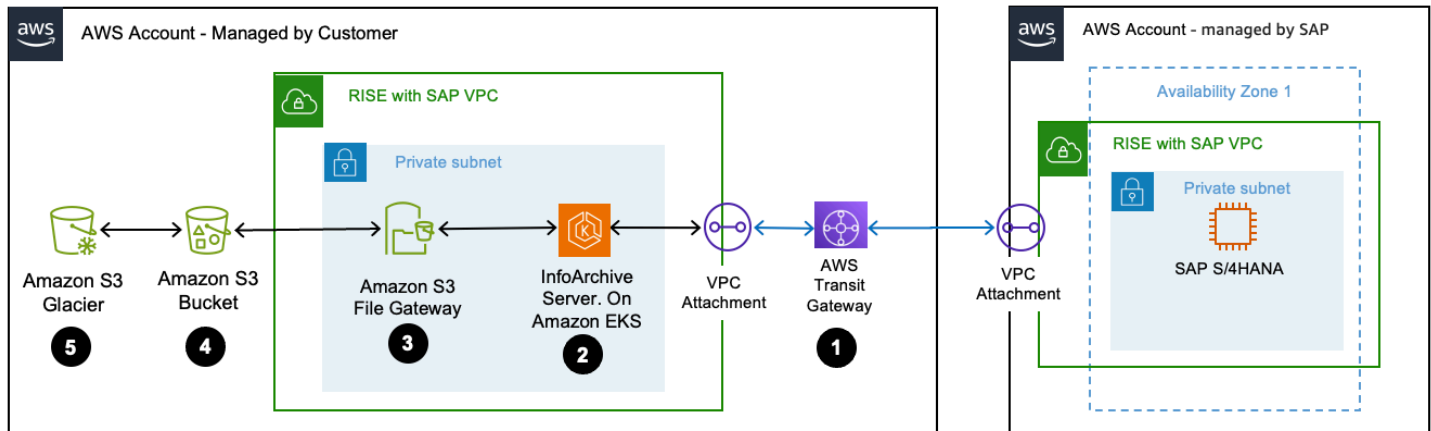 aws
AWS Account - Managed by Customer
RISE with SAP VPC
Private subnet
Amazon S3
Glacier
5
Amazon S3
Bucket
4
Amazon S3
File Gateway
3
K
InfoArchive
Server. On
Amazon EKS
2
VPC
Attachment
AWS
Transit
Gateway
1
aws
AWS Account - managed by SAP
Availability Zone 1
RISE with SAP VPC
Private subnet
VPC
Attachment
SAP S/4HANA